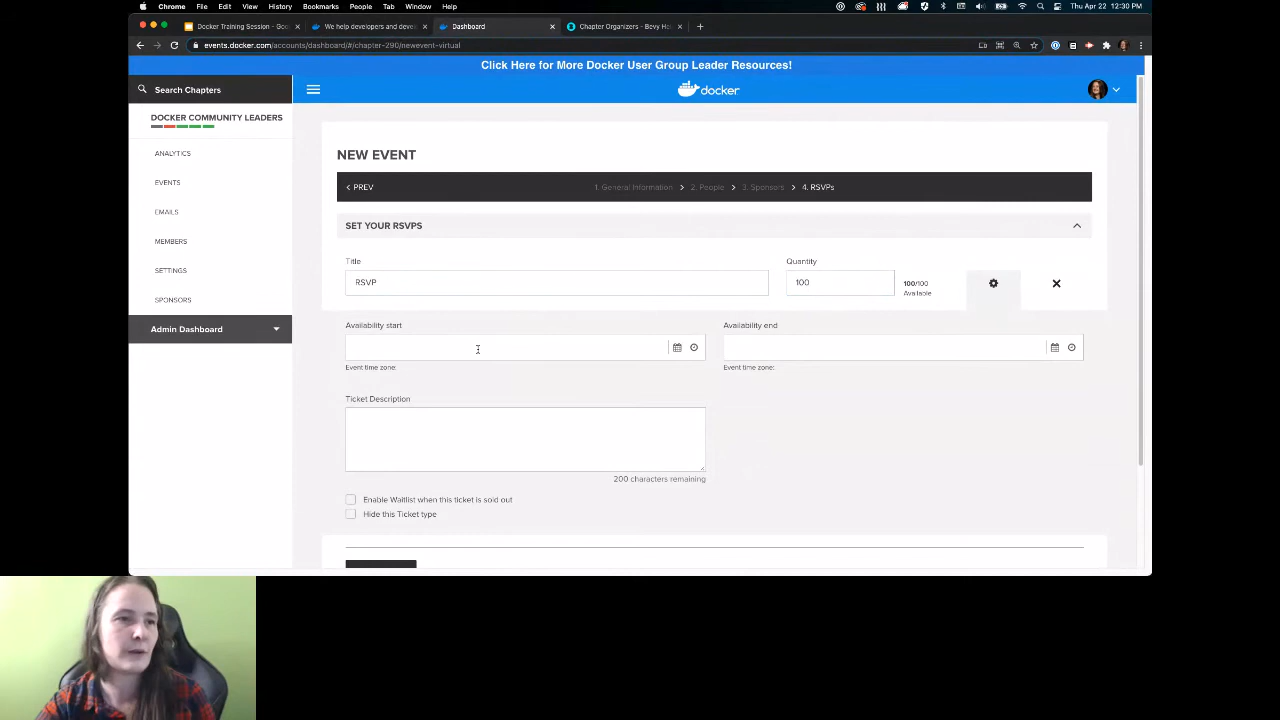 Chrome File Edit View History Bookmarks People Tab Window Help Thu Apr 22 12:30 PM
Docker Training Session - Goo We help developers and devel Dashboard Chapter Organizers - Bevy He
events.docker.com/accounts/dashboard/#/chapter-290/newevent-virtual
Click Here for More Docker User Group Leader Resources!
Search Chapters
docker
DOCKER COMMUNITY LEADERS
ANALYTICS
EVENTS
EMAILS
MEMBERS
SETTINGS
SPONSORS
Admin Dashboard
NEW EVENT
PREV 1. General Information 2. People 3. Sponsors 4. RSVPs
SET YOUR RSVPS
Title Quantity
RSVP 100 100/100
Available
Availability start Availability end
Event time zone: Event time zone:
Ticket Description
200 characters remaining
Enable Waitlist when this ticket is sold out
Hide this Ticket type